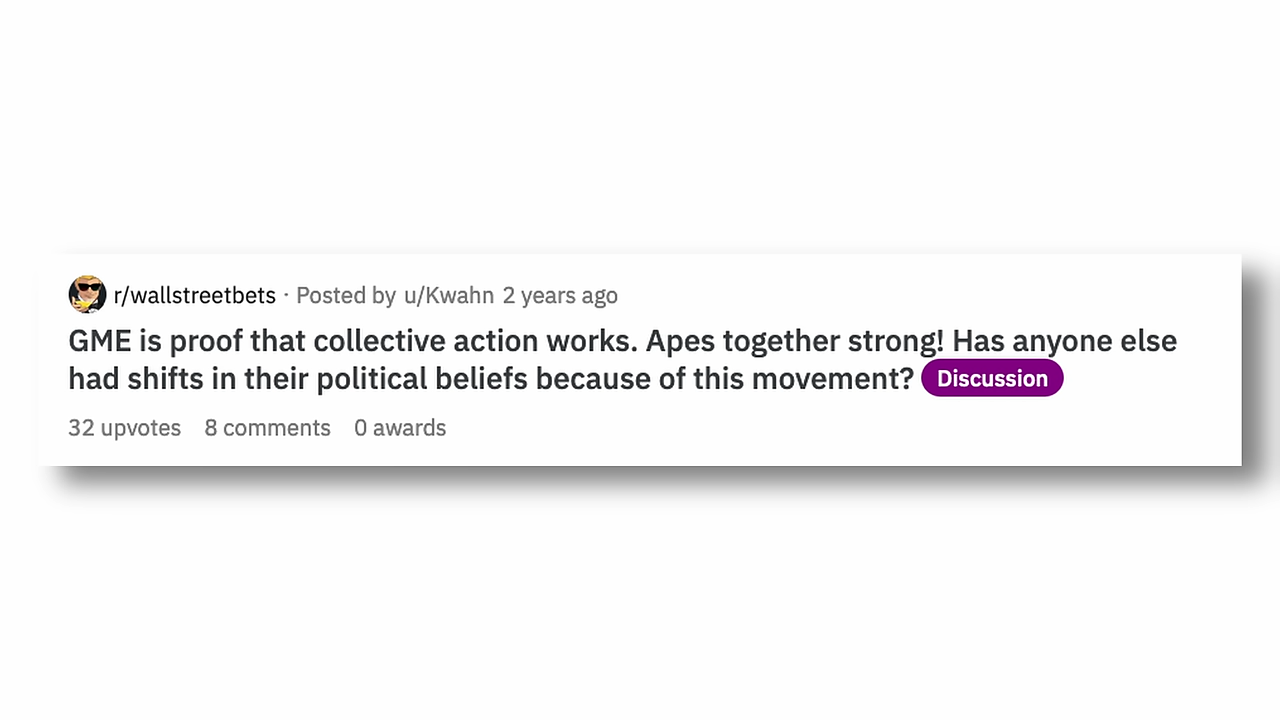 r/wallstreetbets · Posted by u/Kwahn 2 years ago
GME is proof that collective action works. Apes together strong! Has anyone else
had shifts in their political beliefs because of this movement? Discussion
32 upvotes 8 comments 0 awards